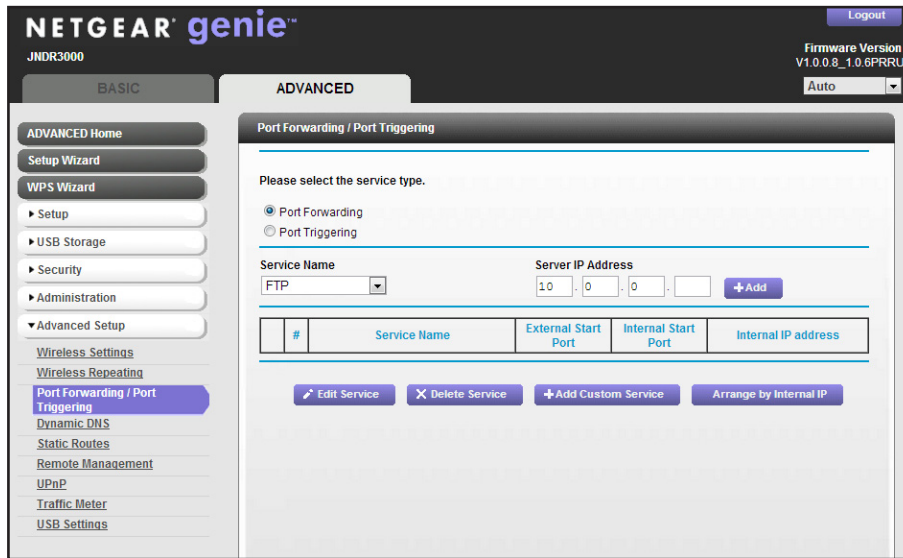 NETGEAR® genie™
Logout
JNDR3000
Firmware Version
V1.0.0.8_1.0.6PRRU
BASIC
ADVANCED
Auto
ADVANCED Home
Setup Wizard
WPS Wizard
Setup
USB Storage
Security
Administration
Advanced Setup
Wireless Settings
Wireless Repeating
Port Forwarding / Port
Triggering
Dynamic DNS
Static Routes
Remote Management
UPnP
Traffic Meter
USB Settings
Port Forwarding / Port Triggering
Please select the service type.
Port Forwarding
Port Triggering
Service Name
Server IP Address
FTP
10 . 0 . 0 .
+Add
# Service Name External Start Port Internal Start Port Internal IP address
Edit Service
Delete Service
+Add Custom Service
Arrange by Internal IP